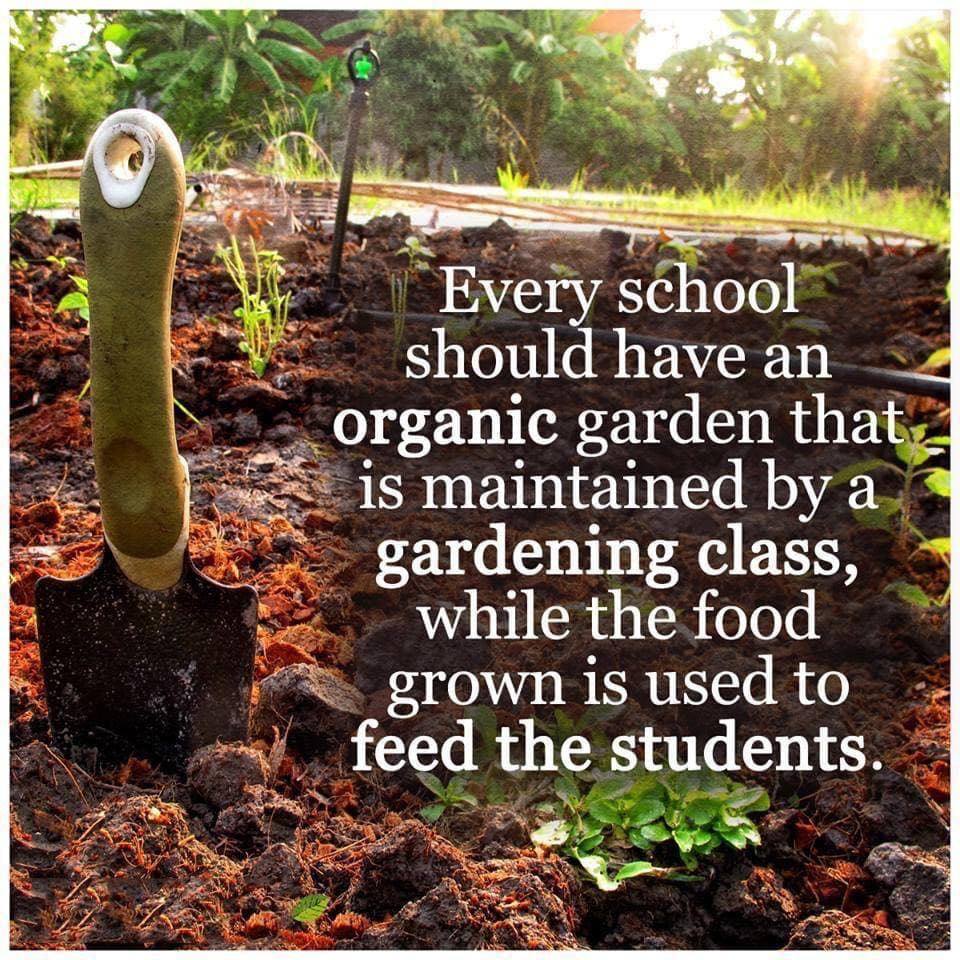 Every school
should have an
organic garden that
is maintained by a
gardening class,
while the food
grown is used to
feed the students.